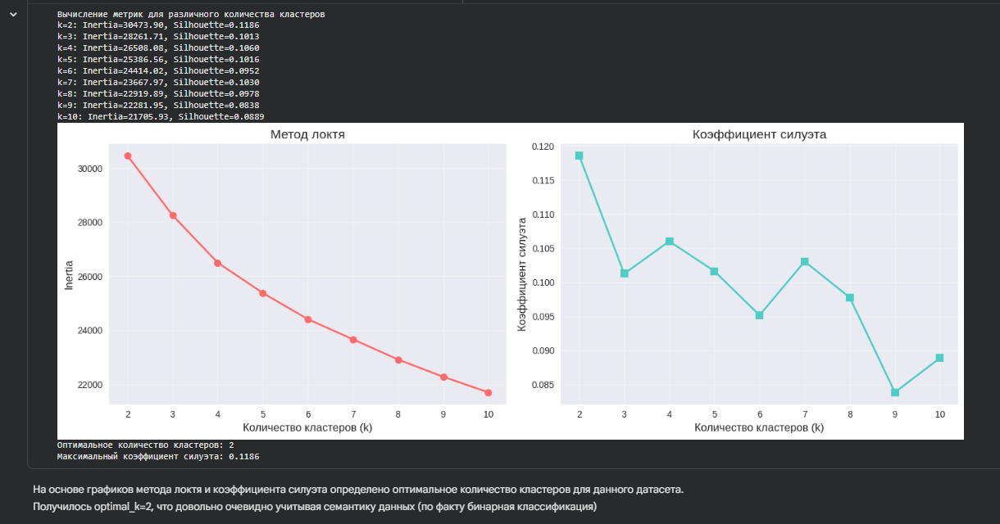 Вычисление метрик для различного количества кластеров
k=2: Inertia=30473.90, Silhouette=0.1186
k=3: Inertia=28261.71, Silhouette=0.1013
k=4: Inertia=26508.08, Silhouette=0.1060
k=5: Inertia=25386.56, Silhouette=0.1016
k=6: Inertia=24414.02, Silhouette=0.0952
k=7: Inertia=23667.97, Silhouette=0.1030
k=8: Inertia=22919.89, Silhouette=0.0978
k=9: Inertia=22281.95, Silhouette=0.0838
k=10: Inertia=21705.93, Silhouette=0.0889
Метод локтя
30000
28000
26000
24000
22000
Inertia
2 3 4 5 6 7 8 9 10
Количество кластеров (k)
Коэффициент силуэта
0.120
0.115
0.110
0.105
0.100
0.095
0.090
0.085
Коэффициент силуэта
2 3 4 5 6 7 8 9 10
Количество кластеров (k)
Оптимальное количество кластеров: 2
Максимальный коэффициент силуэта: 0.1186
На основе графиков метода локтя и коэффициента силуэта определено оптимальное количество кластеров для данного датасета.
Получилось optimal_k=2, что довольно очевидно учитывая семантику данных (по факту бинарная классификация)